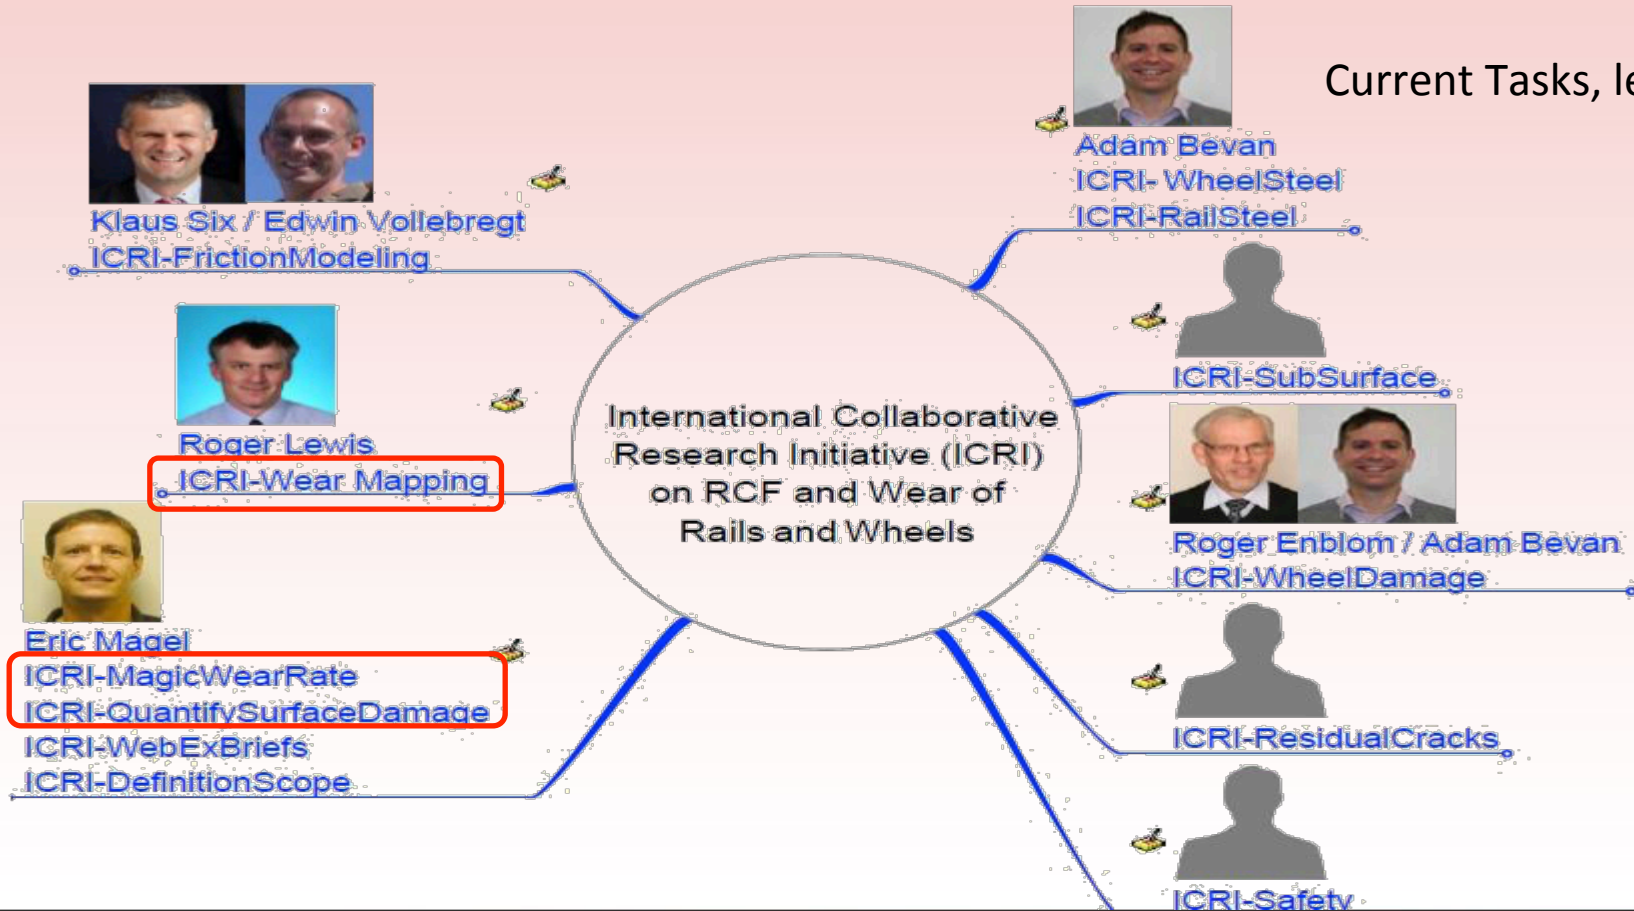 Current Tasks, le
Klaus Six / Edwin Vollebregt
ICRI-FrictionModeling
Roger Lewis
ICRI-Wear Mapping
Eric Magel
ICRI-MagicWearRate
ICRI-QuantifySurfaceDamage
ICRI-WebExBriefs
ICRI-DefinitionScope
International Collaborative
Research Initiative (ICRI)
on RCF and Wear of
Rails and Wheels
Adam Bevan
ICRI- WheelSteel
ICRI-RailSteel
ICRI-SubSurface
Roger Enblom / Adam Bevan
ICRI-WheelDamage
ICRI-ResidualCracks
ICRI-Safety